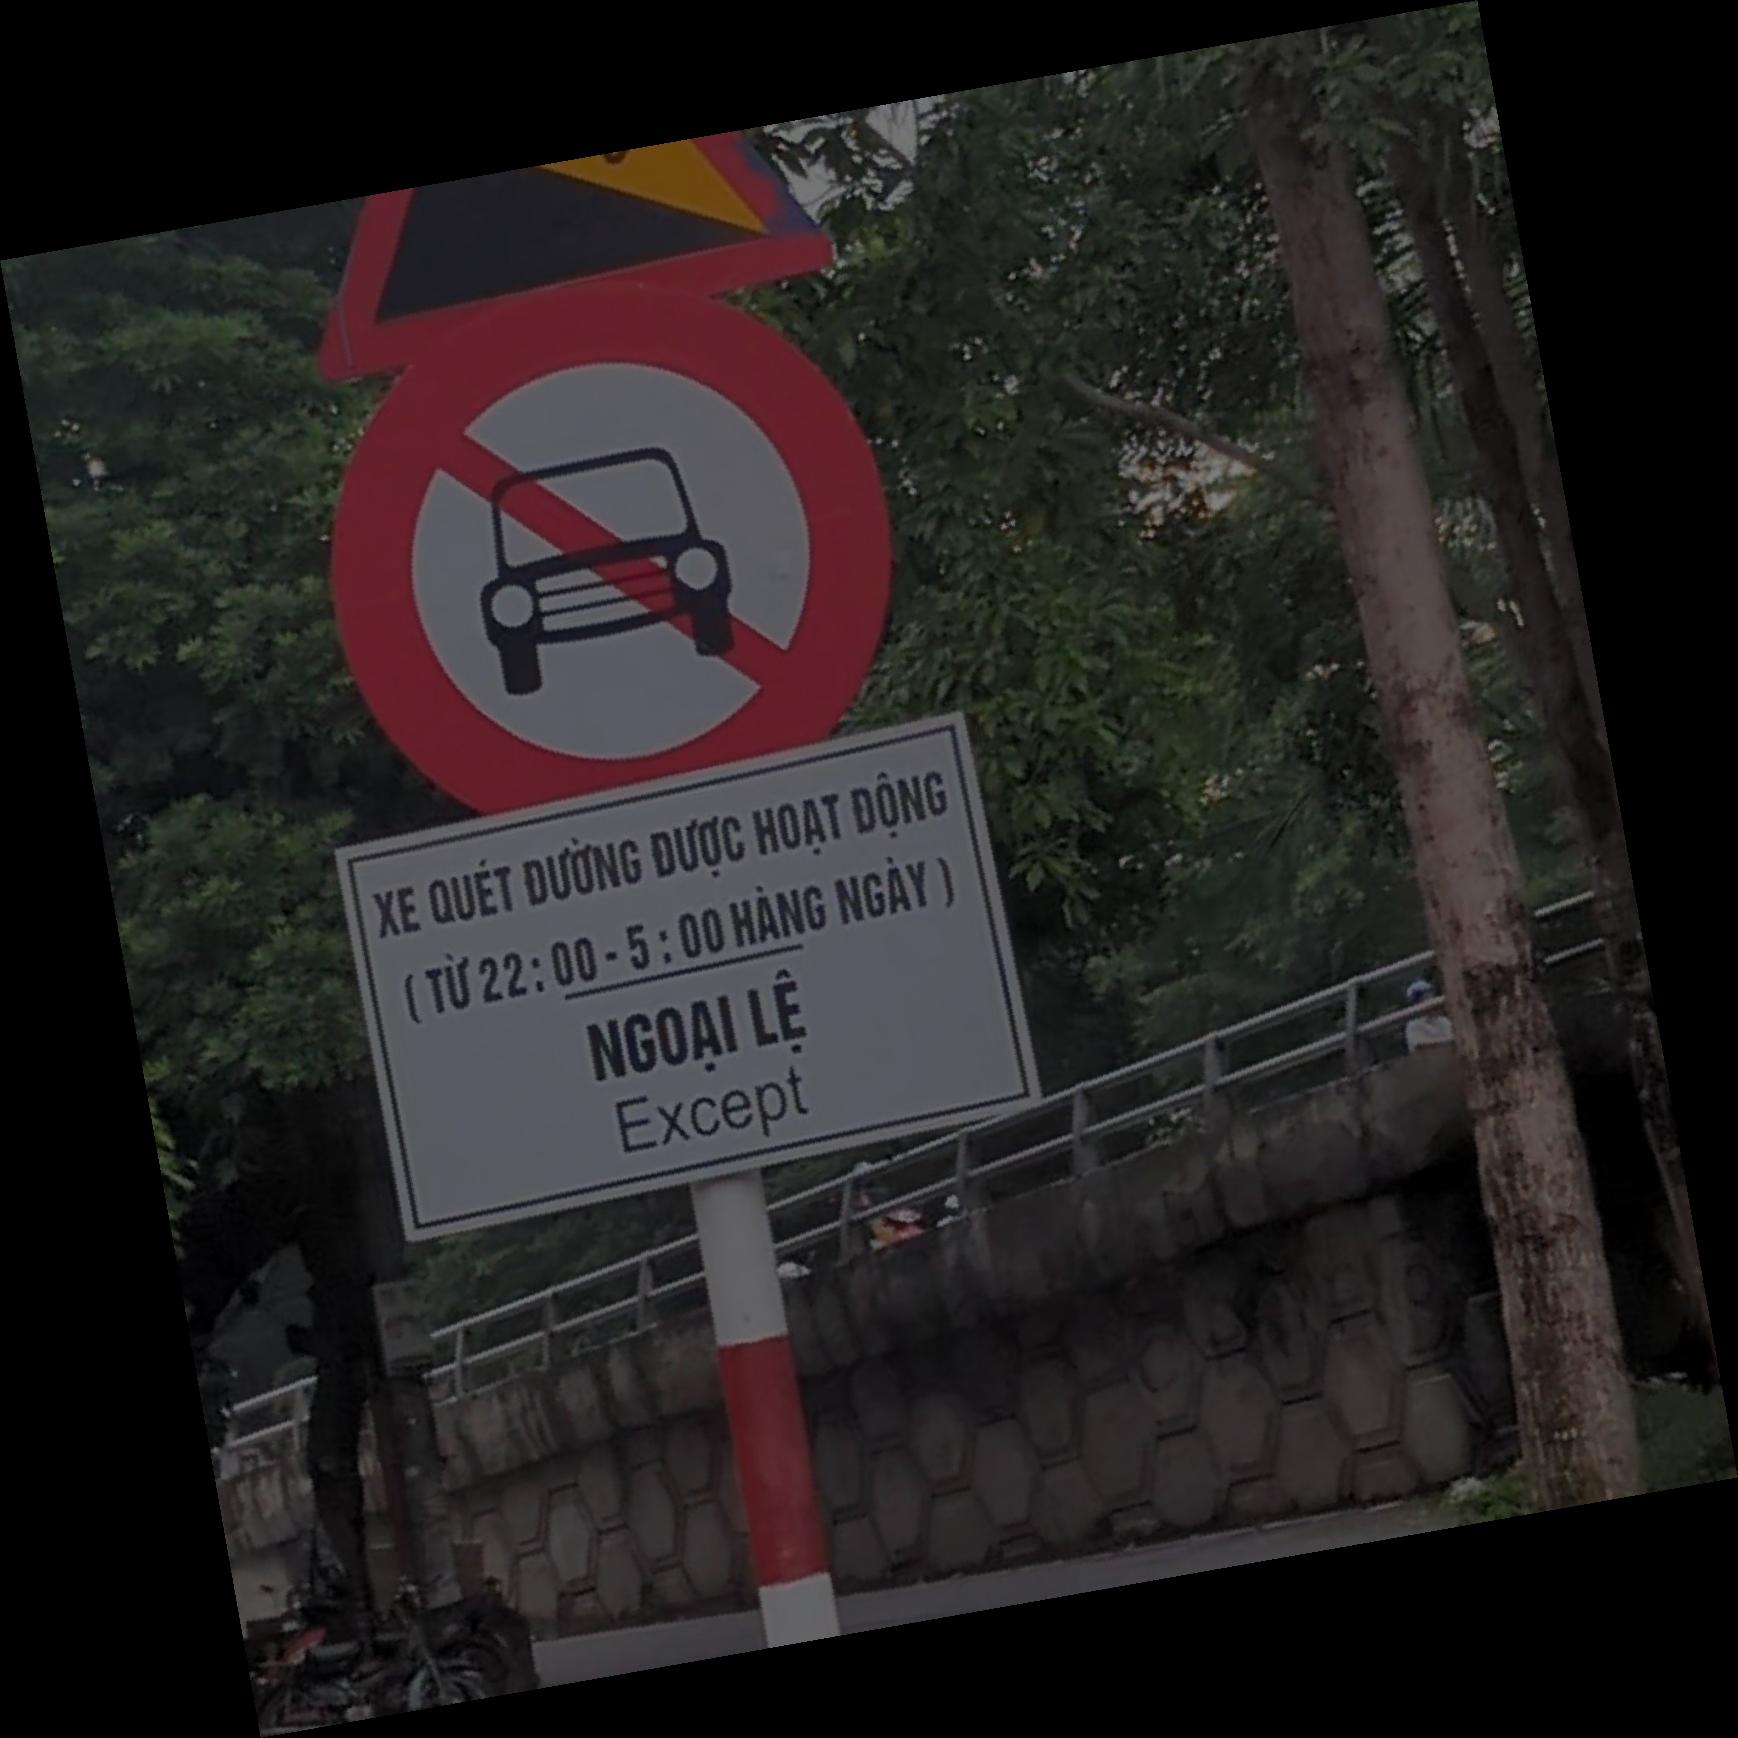 XE QUÉT ĐƯỜNG ĐƯỢC HOẠT ĐỘNG
( TỪ 22 : 00 - 5 : 00 HÀNG NGÀY )
NGOẠI LỆ
Except